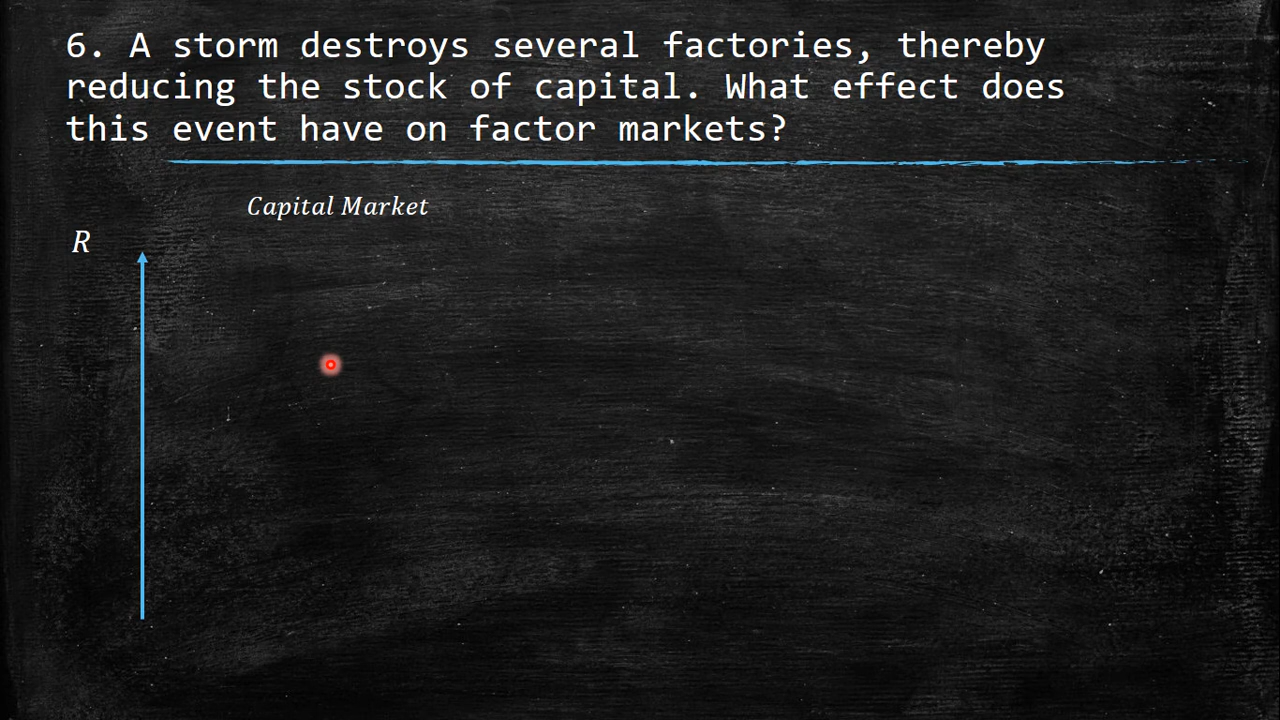 6. A storm destroys several factories, thereby
reducing the stock of capital. What effect does
this event have on factor markets?
Capital Market
R